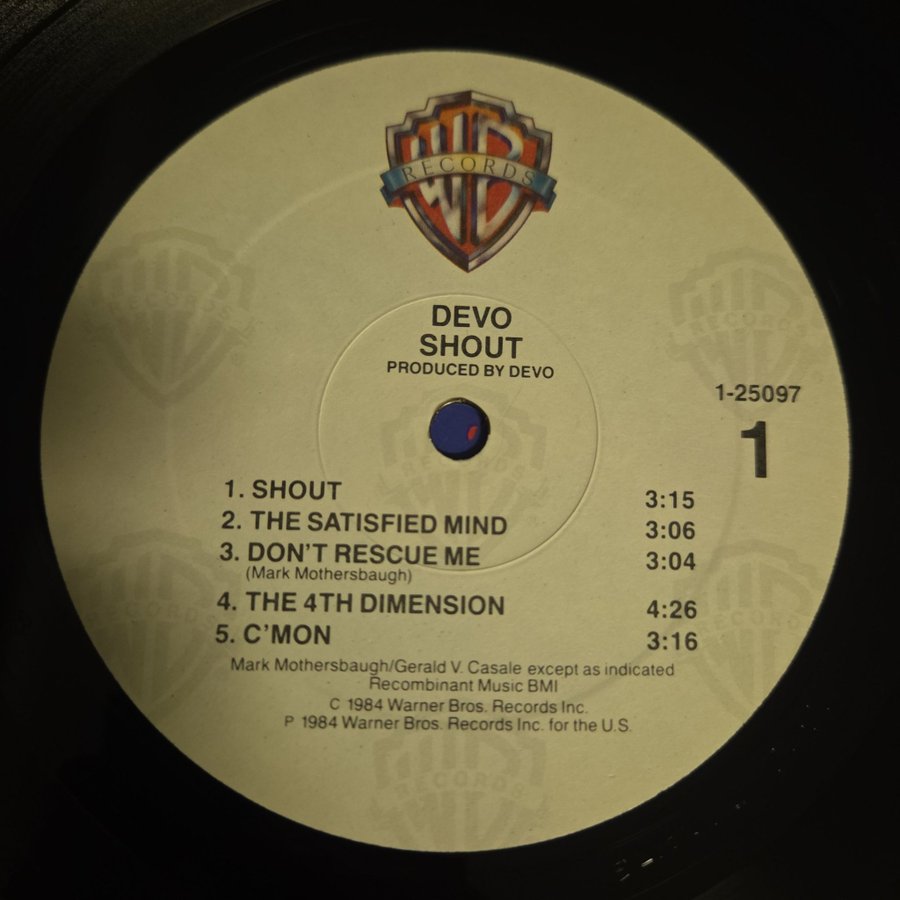 WB
RECORDS
DEVO
SHOUT
PRODUCED BY DEVO
1-25097
1
1. SHOUT 3:15
2. THE SATISFIED MIND 3:06
3. DON'T RESCUE ME 3:04
(Mark Mothersbaugh)
4. THE 4TH DIMENSION 4:26
5. C'MON 3:16
Mark Mothersbaugh/Gerald V. Casale except as indicated
Recombinant Music BMI
C 1984 Warner Bros. Records Inc.
P 1984 Warner Bros. Records Inc. for the U.S.